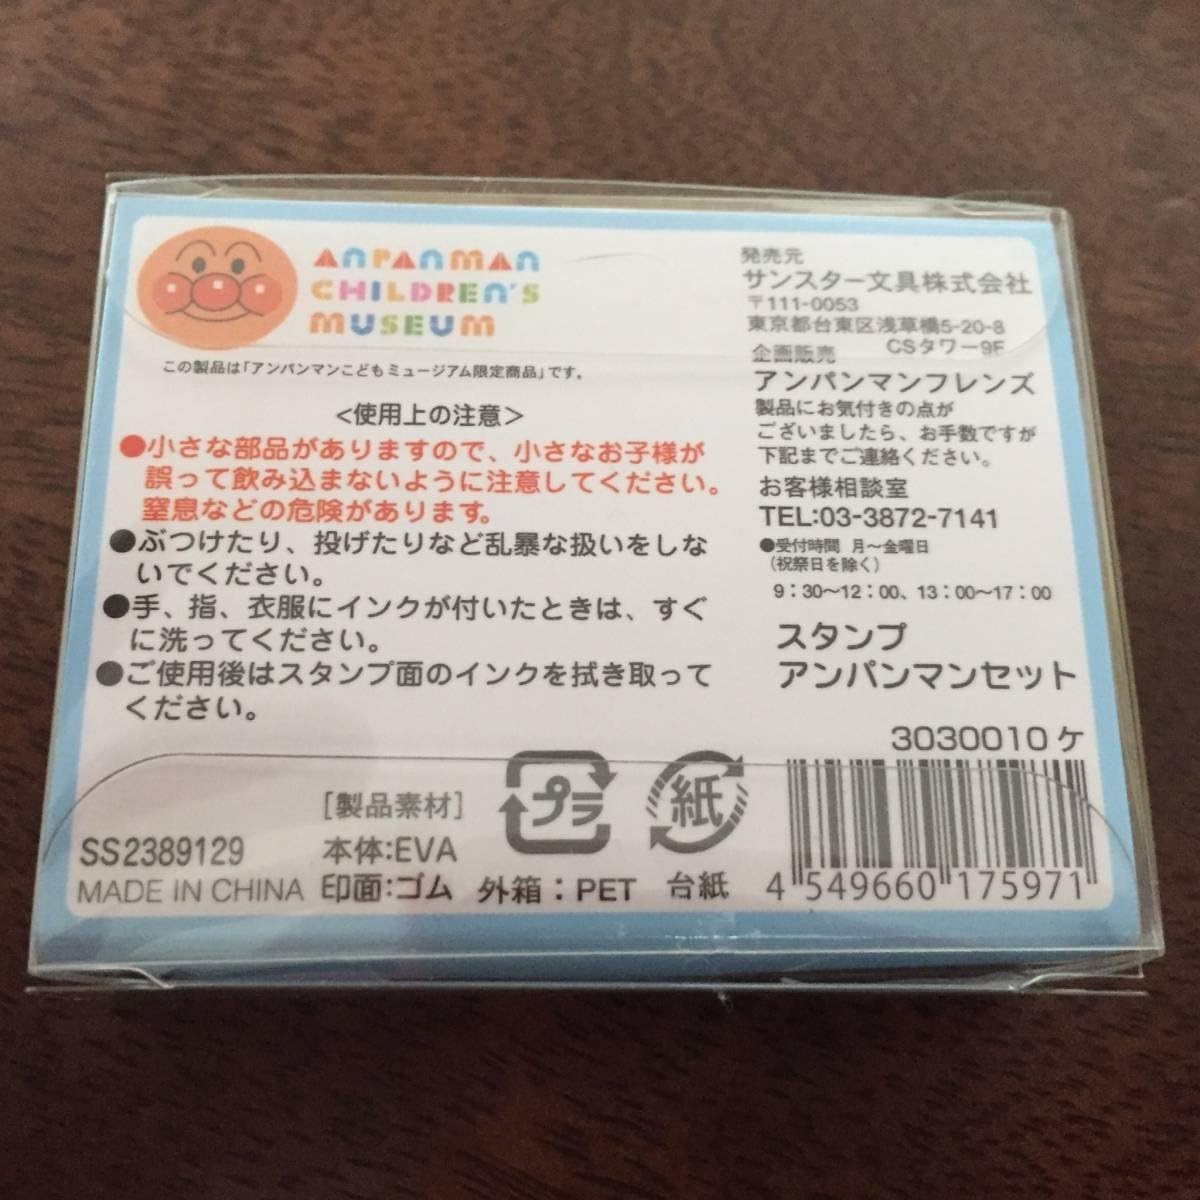 ANPANMAN
CHILDREN'S
MUSEUM
この製品は「アンパンマンこどもミュージアム限定商品」です。
<使用上の注意>
●小さな部品がありますので、小さなお子様が
誤って飲み込まないように注意してください。
窒息などの危険があります。
●ぶつけたり、投げたりなど乱暴な扱いをしな
いでください。
●手、指、衣服にインクが付いたときは、すぐ
に洗ってください。
●ご使用後はスタンプ面のインクを拭き取って
ください。
発売元
サンスター文具株式会社
〒111-0053
東京都台東区浅草橋5-20-8
CSタワー9F
企画販売
アンパンマンフレンズ
製品にお気付きの点が
ございましたら、お手数ですが
下記までご連絡ください。
お客様相談室
TEL:03-3872-7141
●受付時間 月～金曜日
(祝祭日を除く)
9：30～12：00、13：00～17：00
スタンプ
アンパンマンセット
3030010ケ
4 549660 175971
SS2389129
MADE IN CHINA
[製品素材]
本体:EVA
印面:ゴム
プラ
外箱：PET
紙
台紙